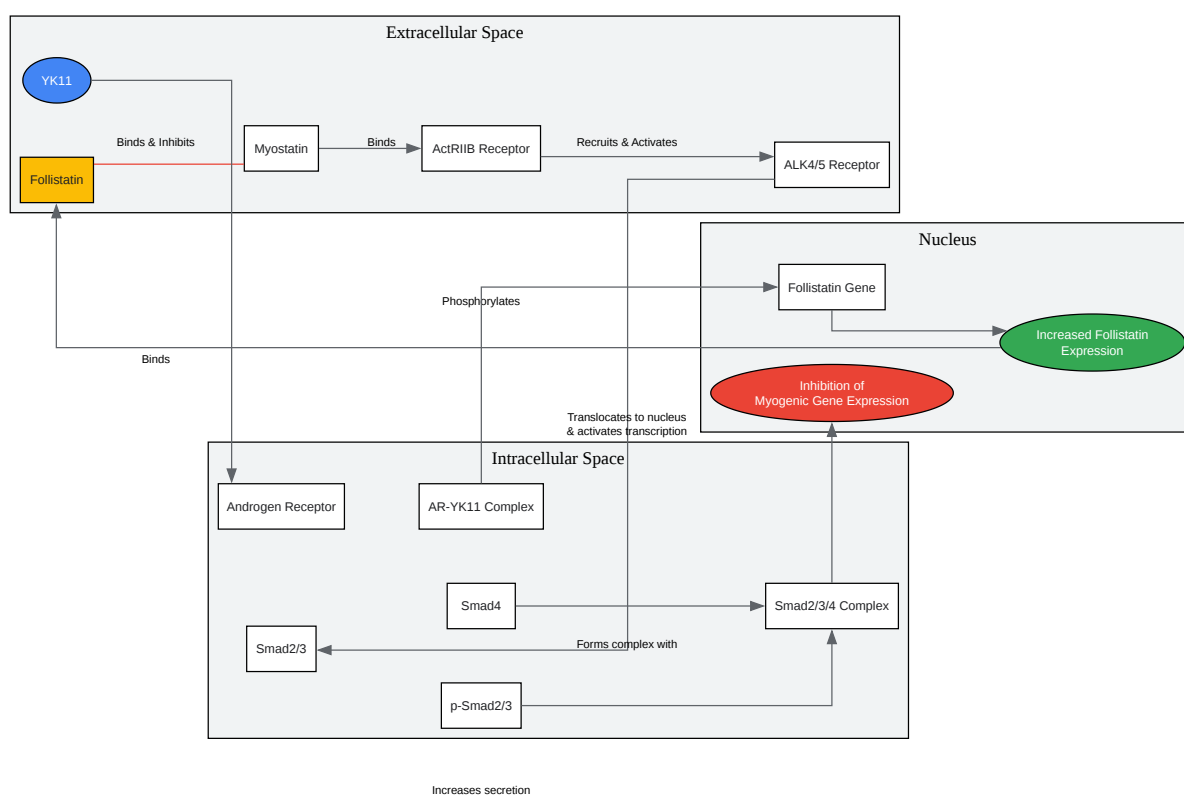 Extracellular Space
YK11
Binds & Inhibits
Myostatin
Binds
ActRIIB Receptor
Recruits & Activates
ALK4/5 Receptor
Follistatin
Nucleus
Follistatin Gene
Phosphorylates
Increased Follistatin
Expression
Binds
Inhibition of
Myogenic Gene Expression
Translocates to nucleus
& activates transcription
Intracellular Space
Androgen Receptor
AR-YK11 Complex
Smad4
Smad2/3/4 Complex
Smad2/3
Forms complex with
p-Smad2/3
Increases secretion